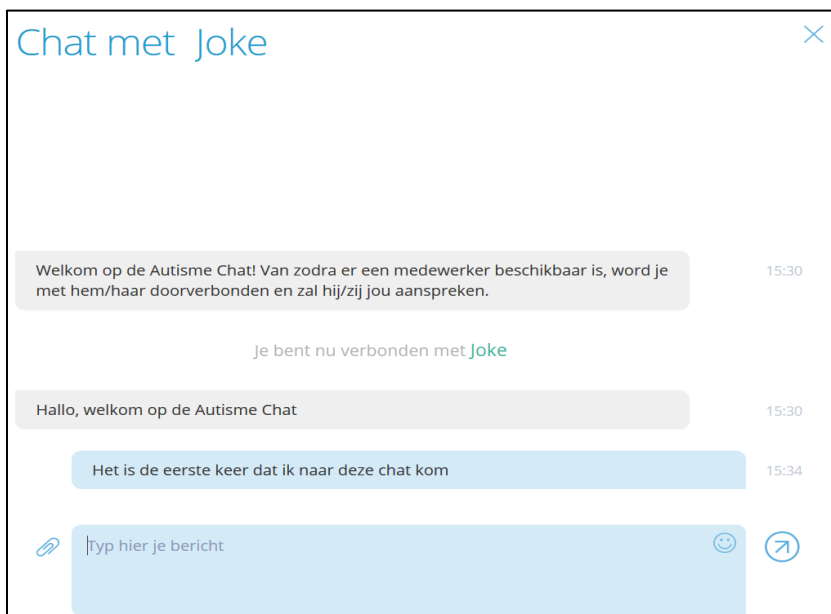 Chat met Joke
Welkom op de Autisme Chat! Van zodra er een medewerker beschikbaar is, word je
met hem/haar doorverbonden en zal hij/zij jou aanspreken.
15:30
Je bent nu verbonden met Joke
Hallo, welkom op de Autisme Chat
15:30
Het is de eerste keer dat ik naar deze chat kom
15:34
Typ hier je bericht